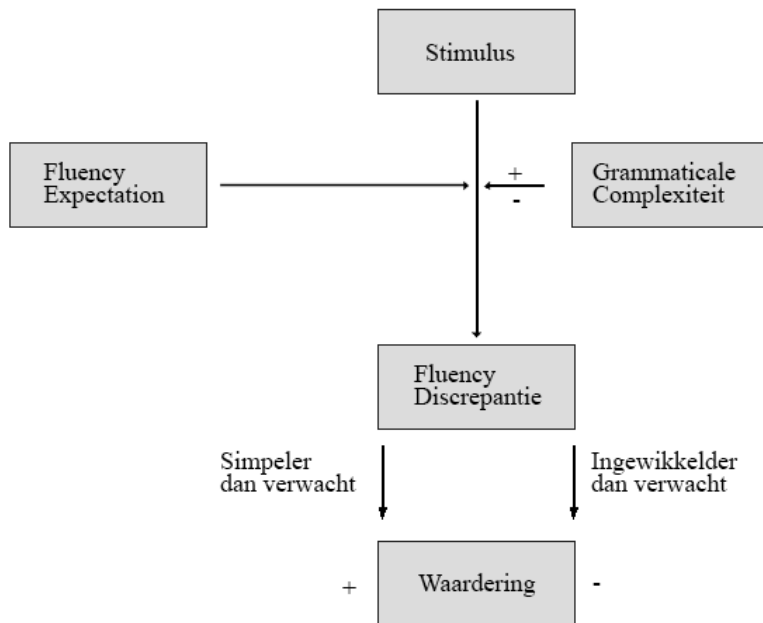 Stimulus
Fluency
Expectation
+
-
Grammaticale
Complexiteit
Fluency
Discrepantie
Simpeler
dan verwacht
Ingewikkelder
dan verwacht
+
Waardering
-